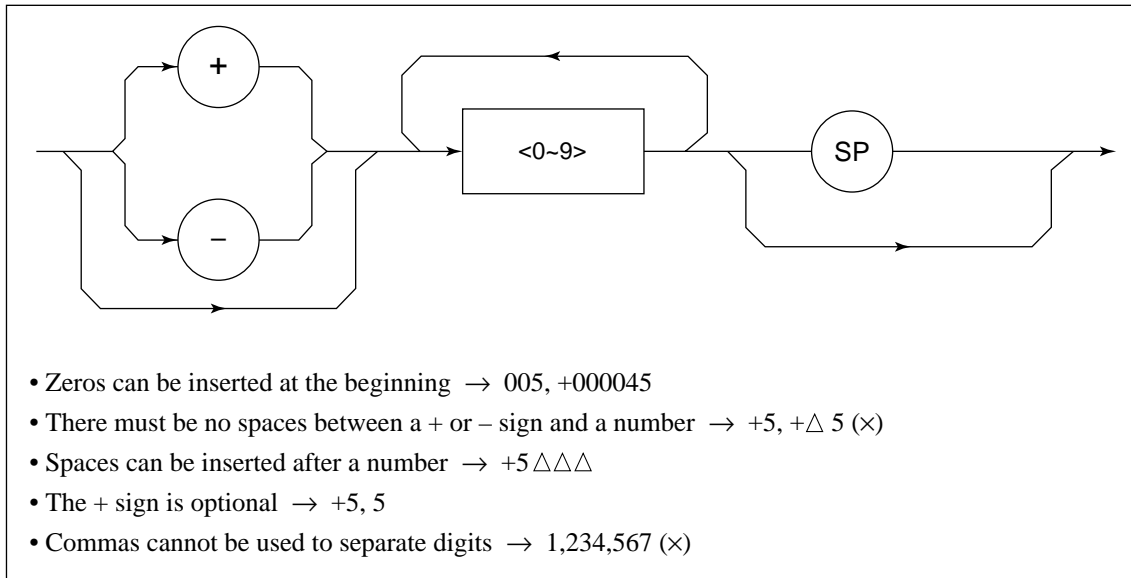 +
<0~9>
SP
–
• Zeros can be inserted at the beginning → 005, +000045
• There must be no spaces between a + or – sign and a number → +5, +△ 5 (×)
• Spaces can be inserted after a number → +5△△△
• The + sign is optional → +5, 5
• Commas cannot be used to separate digits → 1,234,567 (×)